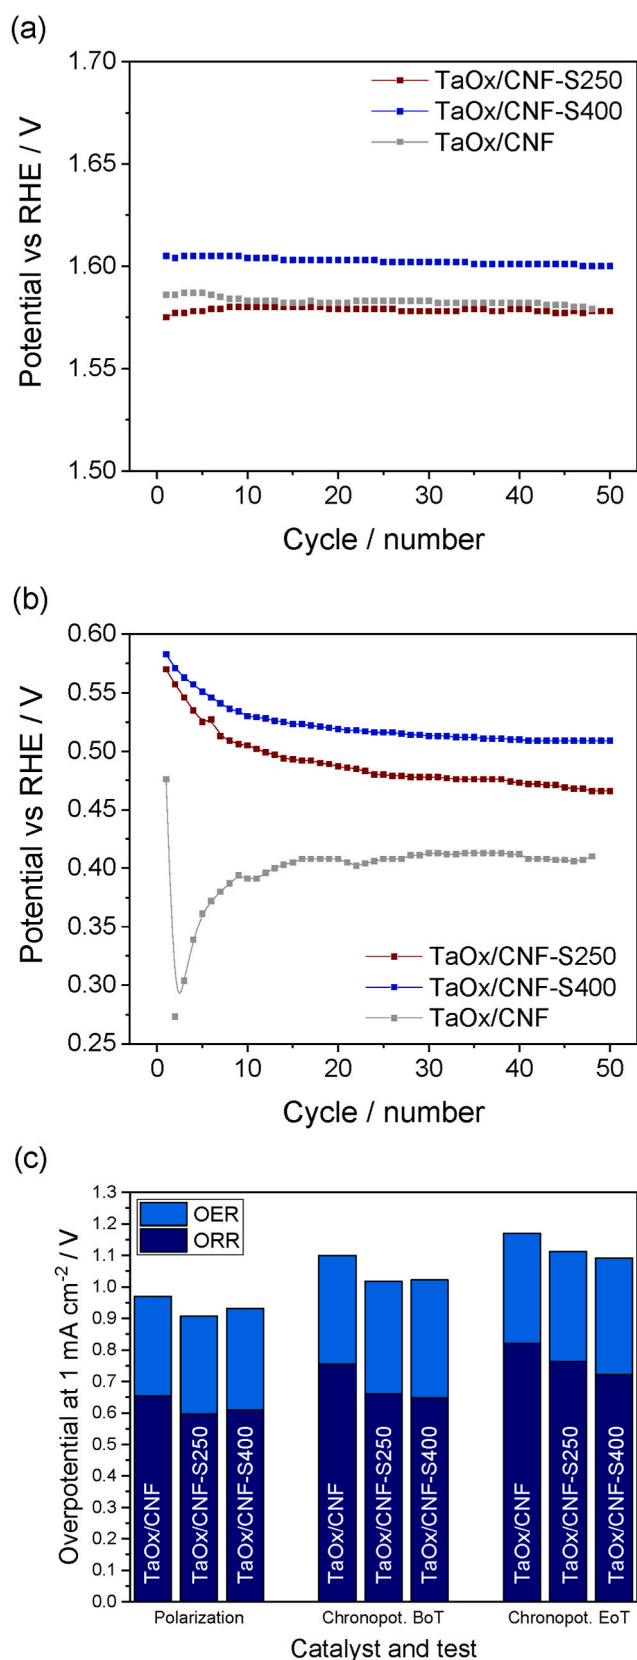 (a)
1.70
1.65
1.60
1.55
1.50
Potential vs RHE / V
TaOx/CNF-S250
TaOx/CNF-S400
TaOx/CNF
0
10
20
30
40
50
Cycle / number
(b)
0.60
0.55
0.50
0.45
0.40
0.35
0.30
0.25
Potential vs RHE / V
TaOx/CNF-S250
TaOx/CNF-S400
TaOx/CNF
0
10
20
30
40
50
Cycle / number
(c)
1.3
1.2
1.1
1.0
0.9
0.8
0.7
0.6
0.5
0.4
0.3
0.2
0.1
0.0
Overpotential at 1 mA cm⁻² / V
OER
ORR
TaOx/CNF
TaOx/CNF-S250
TaOx/CNF-S400
TaOx/CNF
TaOx/CNF-S250
TaOx/CNF-S400
TaOx/CNF
TaOx/CNF-S250
TaOx/CNF-S400
Polarization
Chronopot. BoT
Chronopot. EoT
Catalyst and test